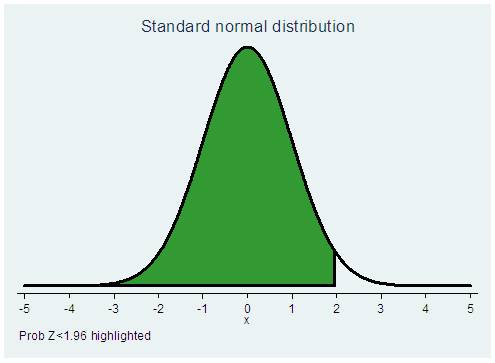 Standard normal distribution
-5 -4 -3 -2 -1 0 1 2 3 4 5
x
Prob Z<1.96 highlighted